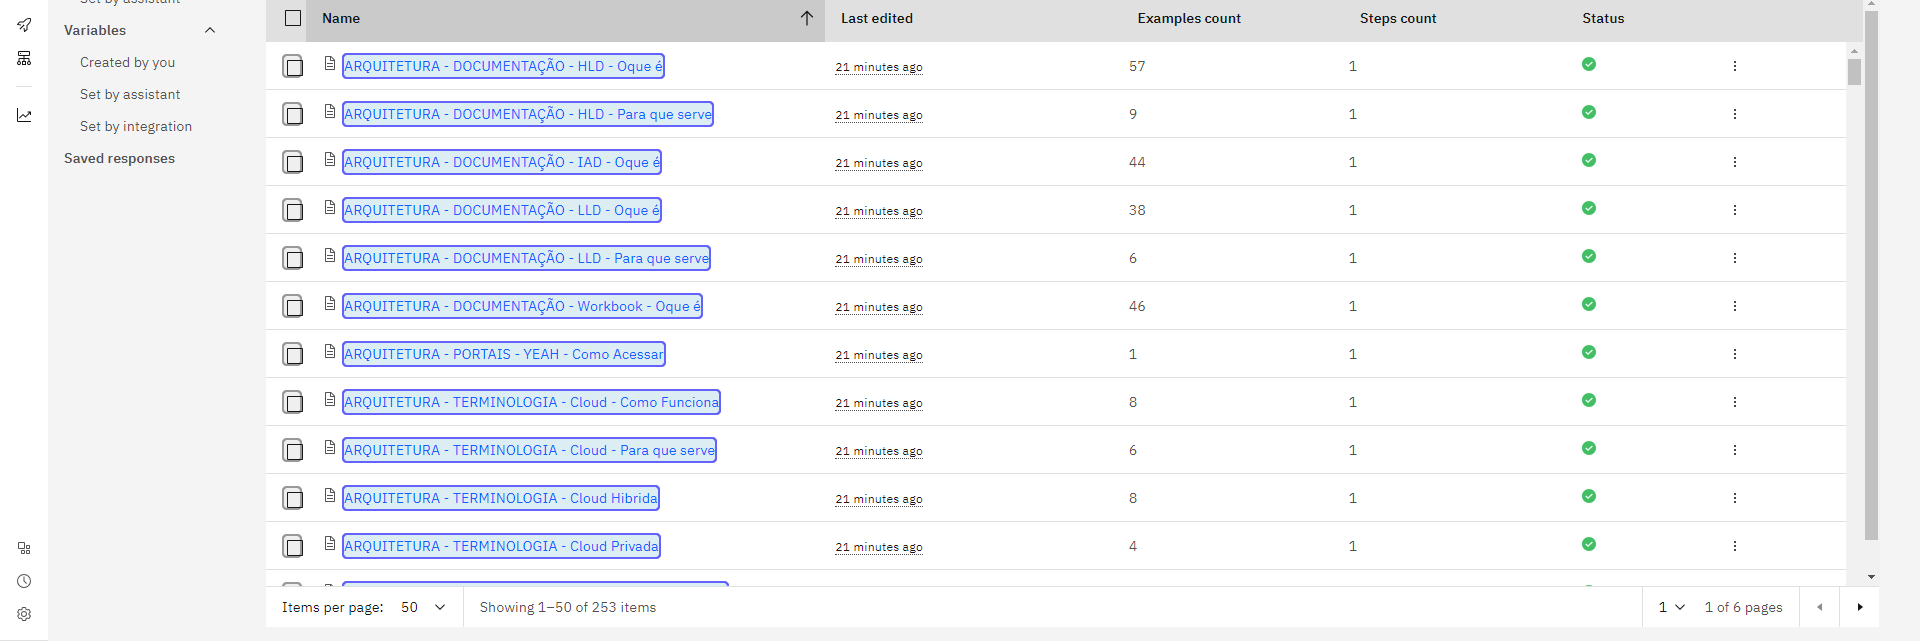 Set by assistant
Variables
Created by you
Set by assistant
Set by integration
Saved responses
Name Last edited Examples count Steps count Status
ARQUITETURA - DOCUMENTAÇÃO - HLD - Oque é 21 minutes ago 57 1
ARQUITETURA - DOCUMENTAÇÃO - HLD - Para que serve 21 minutes ago 9 1
ARQUITETURA - DOCUMENTAÇÃO - IAD - Oque é 21 minutes ago 44 1
ARQUITETURA - DOCUMENTAÇÃO - LLD - Oque é 21 minutes ago 38 1
ARQUITETURA - DOCUMENTAÇÃO - LLD - Para que serve 21 minutes ago 6 1
ARQUITETURA - DOCUMENTAÇÃO - Workbook - Oque é 21 minutes ago 46 1
ARQUITETURA - PORTAIS - YEAH - Como Acessar 21 minutes ago 1 1
ARQUITETURA - TERMINOLOGIA - Cloud - Como Funciona 21 minutes ago 8 1
ARQUITETURA - TERMINOLOGIA - Cloud - Para que serve 21 minutes ago 6 1
ARQUITETURA - TERMINOLOGIA - Cloud Hibrida 21 minutes ago 8 1
ARQUITETURA - TERMINOLOGIA - Cloud Privada 21 minutes ago 4 1
Items per page: 50 Showing 1–50 of 253 items 1 1 of 6 pages